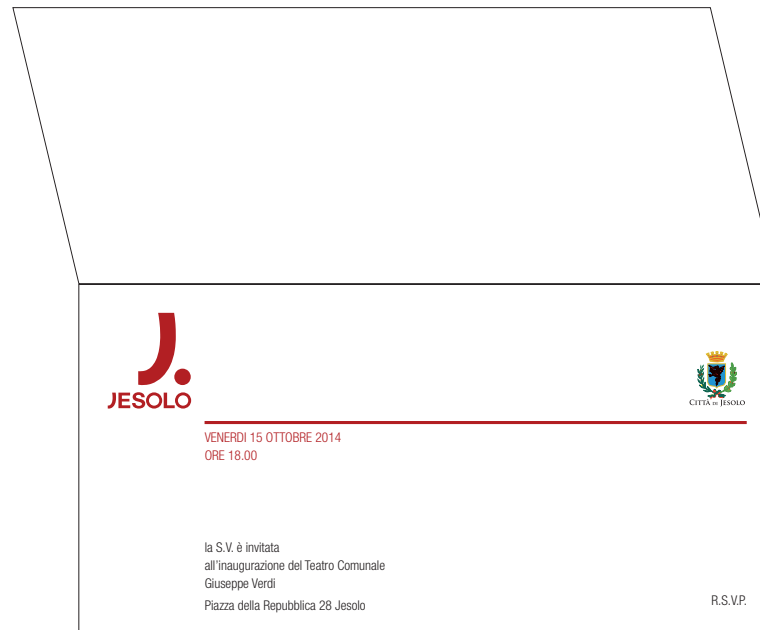 J.
JESOLO
CITTÀ DI JESOLO
VENERDI 15 OTTOBRE 2014
ORE 18.00
la S.V. è invitata
all'inaugurazione del Teatro Comunale
Giuseppe Verdi
Piazza della Repubblica 28 Jesolo
R.S.V.P.